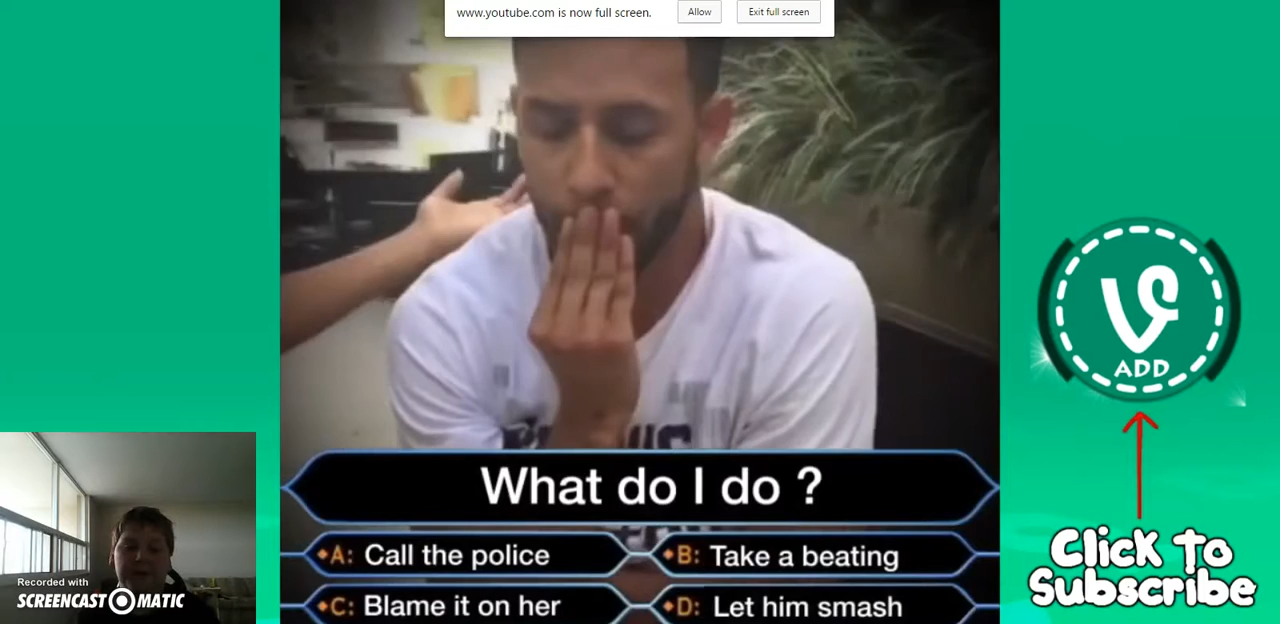 www.youtube.com is now full screen.
Allow
Exit full screen
ADD
What do I do ?
A: Call the police
B: Take a beating
C: Blame it on her
D: Let him smash
Click To
Subscribe
Recorded with
SCREENCAST O MATIC